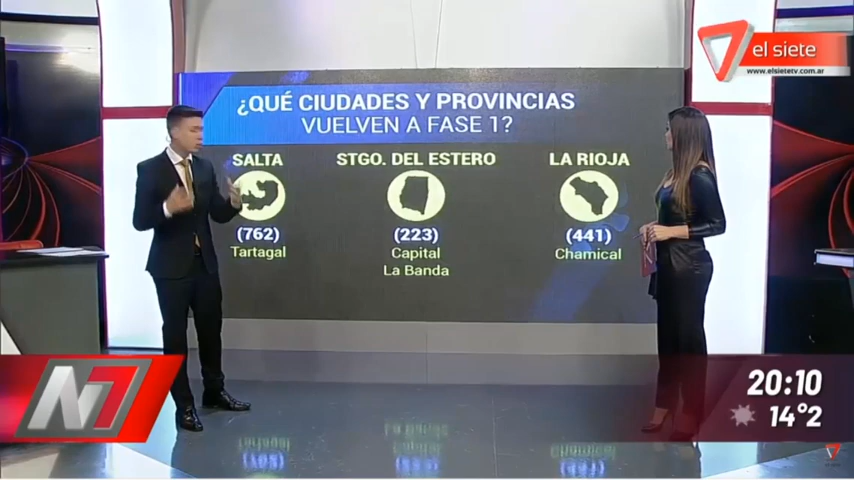 el siete
www.elsietetv.com.ar
¿QUÉ CIUDADES Y PROVINCIAS
VUELVEN A FASE 1?
SALTA
(762)
Tartagal
STGO. DEL ESTERO
(223)
Capital
La Banda
LA RIOJA
(441)
Chamical
N7
20:10
14°2